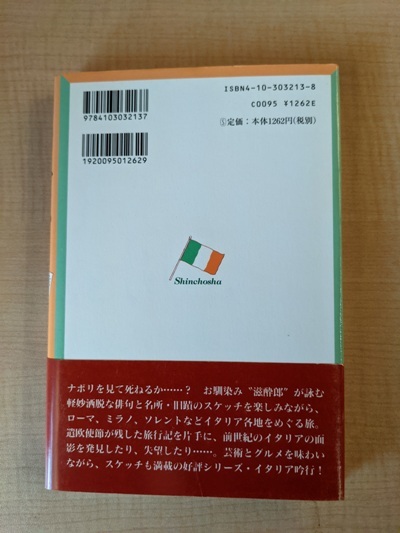 ISBN4-10-303213-8
C0095 ¥1262E
①定価：本体1262円(税別)
9784103032137
1920095012629
Shinchosha
ナポリを見て死ねるか……？　お馴染み“滋酔郎”が詠む
軽妙洒脱な俳句と名所・旧蹟のスケッチを楽しみながら、
ローマ、ミラノ、ソレントなどイタリア各地をめぐる旅。
遣欧使節が残した旅行記を片手に、前世紀のイタリアの面
影を発見したり、失望したり……。芸術とグルメを味わい
ながら、スケッチも満載の好評シリーズ・イタリア吟行！